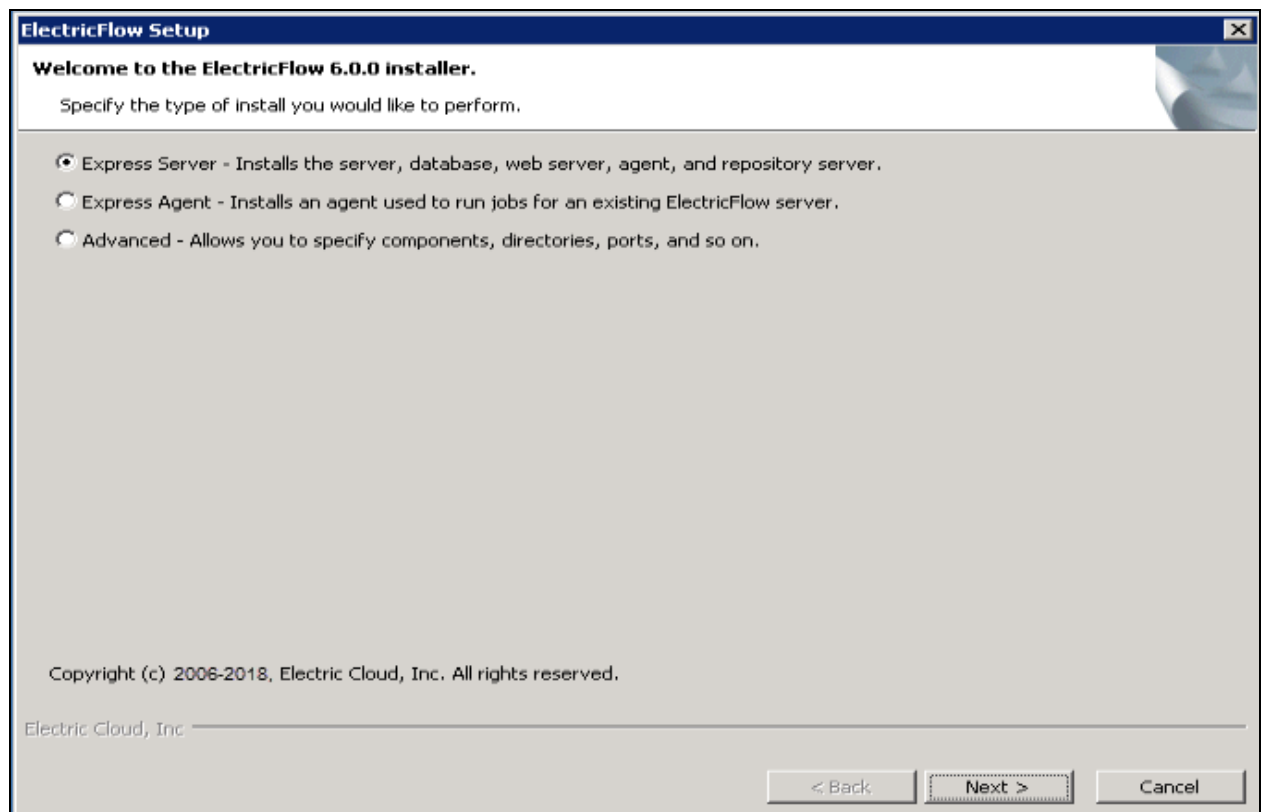 ElectricFlow Setup
Welcome to the ElectricFlow 6.0.0 installer.
Specify the type of install you would like to perform.
Express Server - Installs the server, database, web server, agent, and repository server.
Express Agent - Installs an agent used to run jobs for an existing ElectricFlow server.
Advanced - Allows you to specify components, directories, ports, and so on.
Copyright (c) 2006-2018, Electric Cloud, Inc. All rights reserved.
Electric Cloud, Inc
< Back Next > Cancel